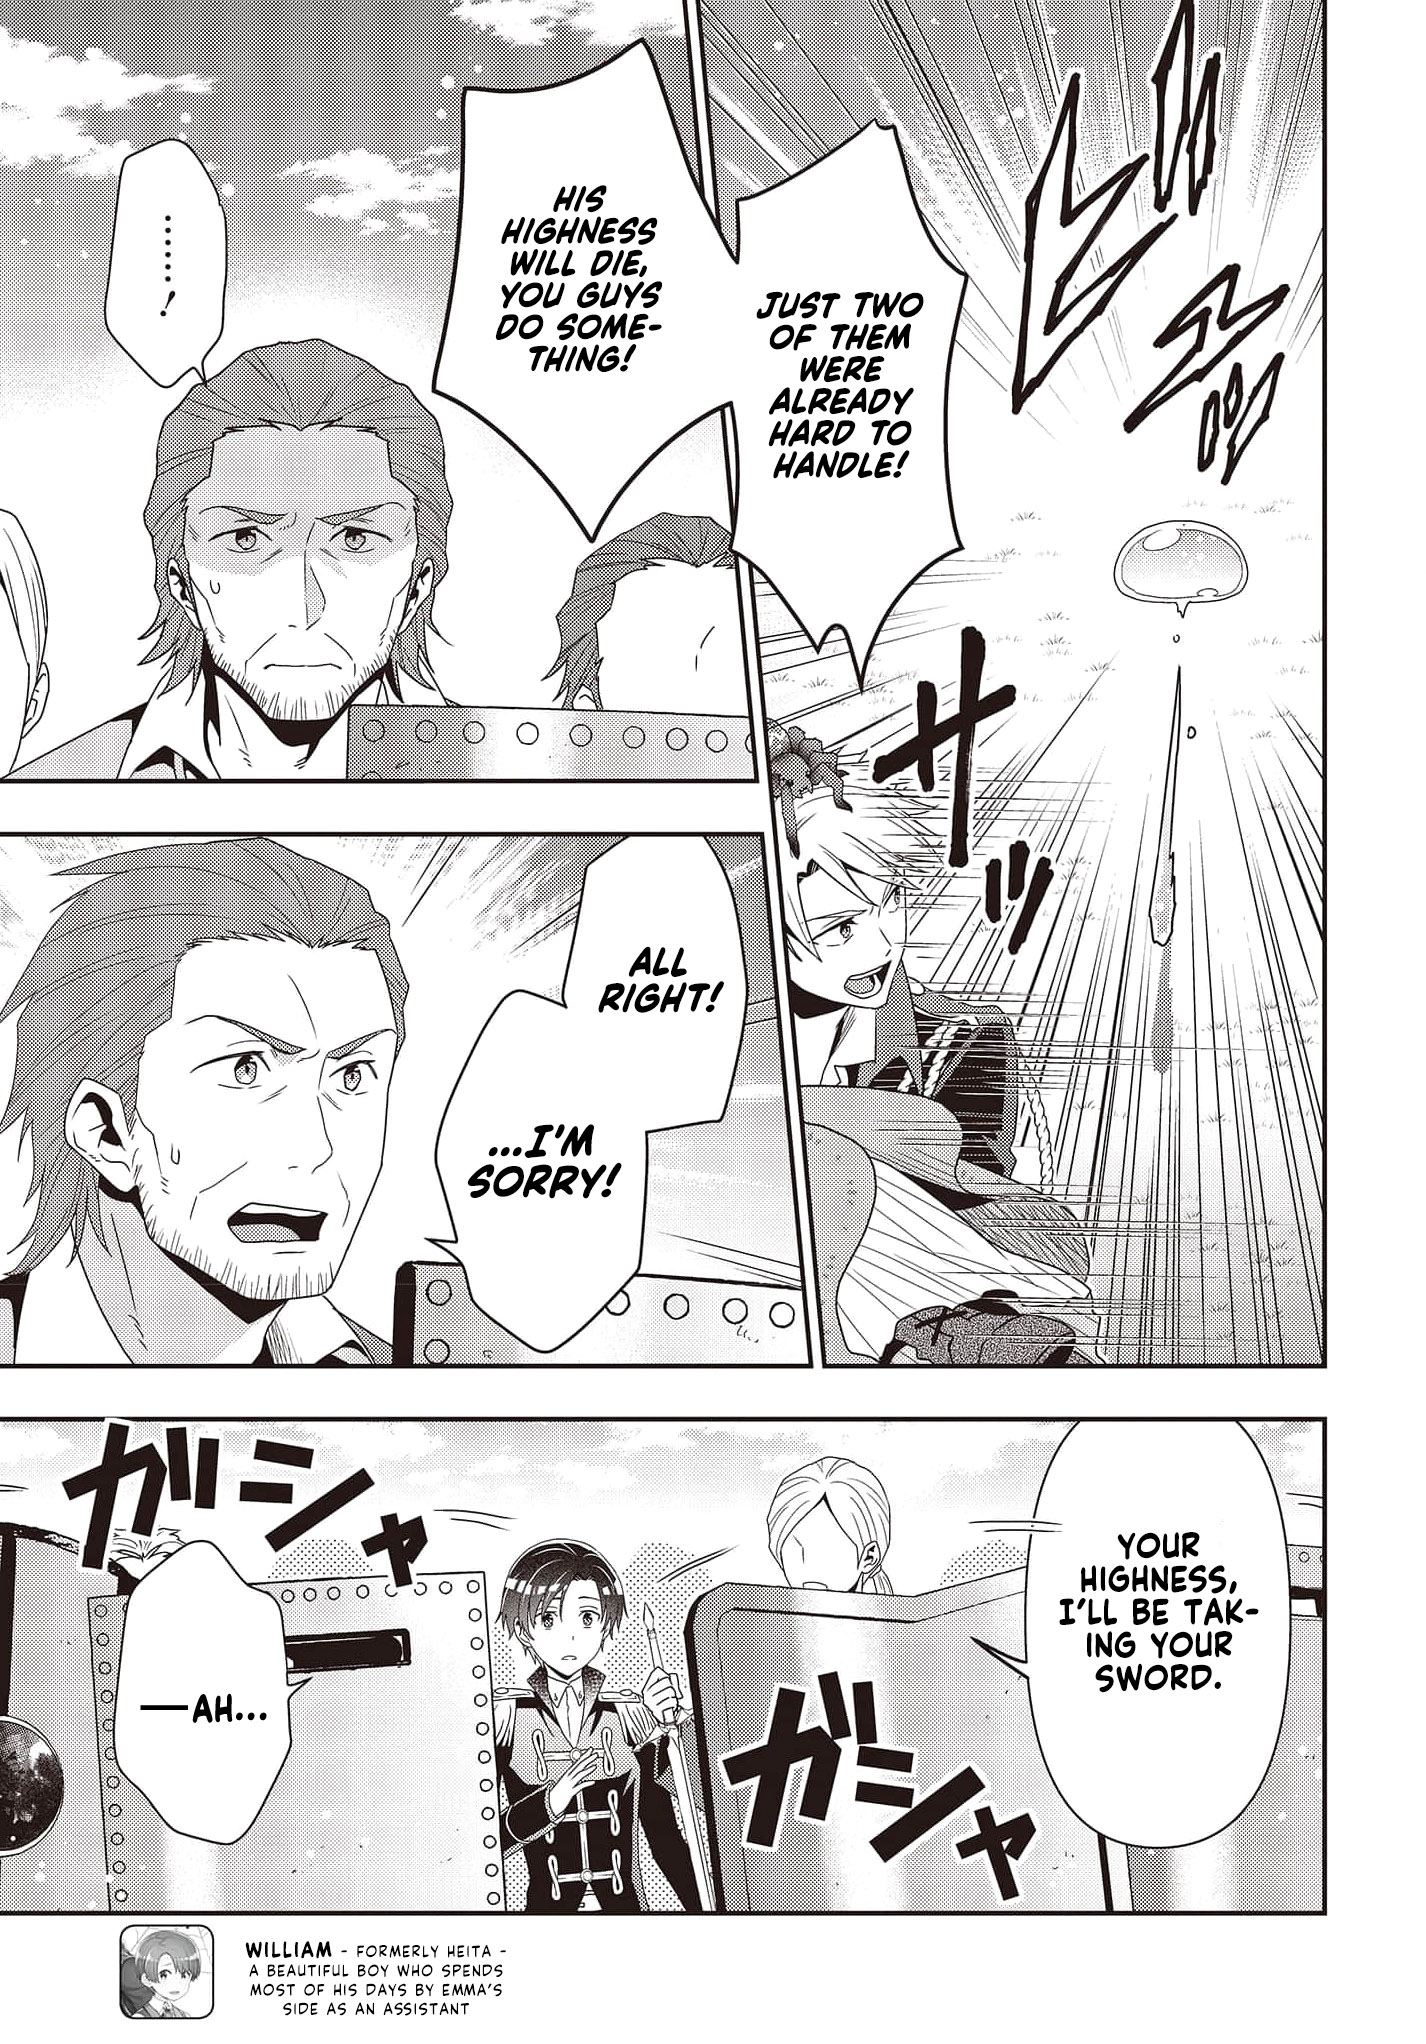 JUST TWO
OF THEM
WERE
ALREADY
HARD TO
HANDLE!
HIS
HIGHNESS
WILL DIE,
YOU GUYS
DO SOME-
THING!
......!
ザッ
ALL
RIGHT!
...I'M
SORRY!
YOUR
HIGHNESS,
I'LL BE TAK-
ING YOUR
SWORD.
ガシャ
ガシャ
—AH...
WILLIAM - FORMERLY HEITA -
A BEAUTIFUL BOY WHO SPENDS
MOST OF HIS DAYS BY EMMA'S
SIDE AS AN ASSISTANT